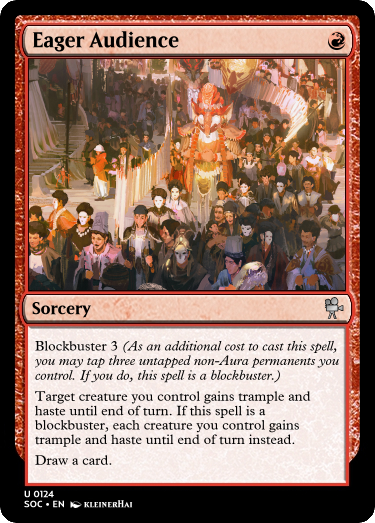 Eager Audience
Sorcery
Blockbuster 3 (As an additional cost to cast this spell,
you may tap three untapped non-Aura permanents you
control. If you do, this spell is a blockbuster.)
Target creature you control gains trample and
haste until end of turn. If this spell is a
blockbuster, each creature you control gains
trample and haste until end of turn instead.
Draw a card.
U 0124
SOC • EN KLEINERHAI